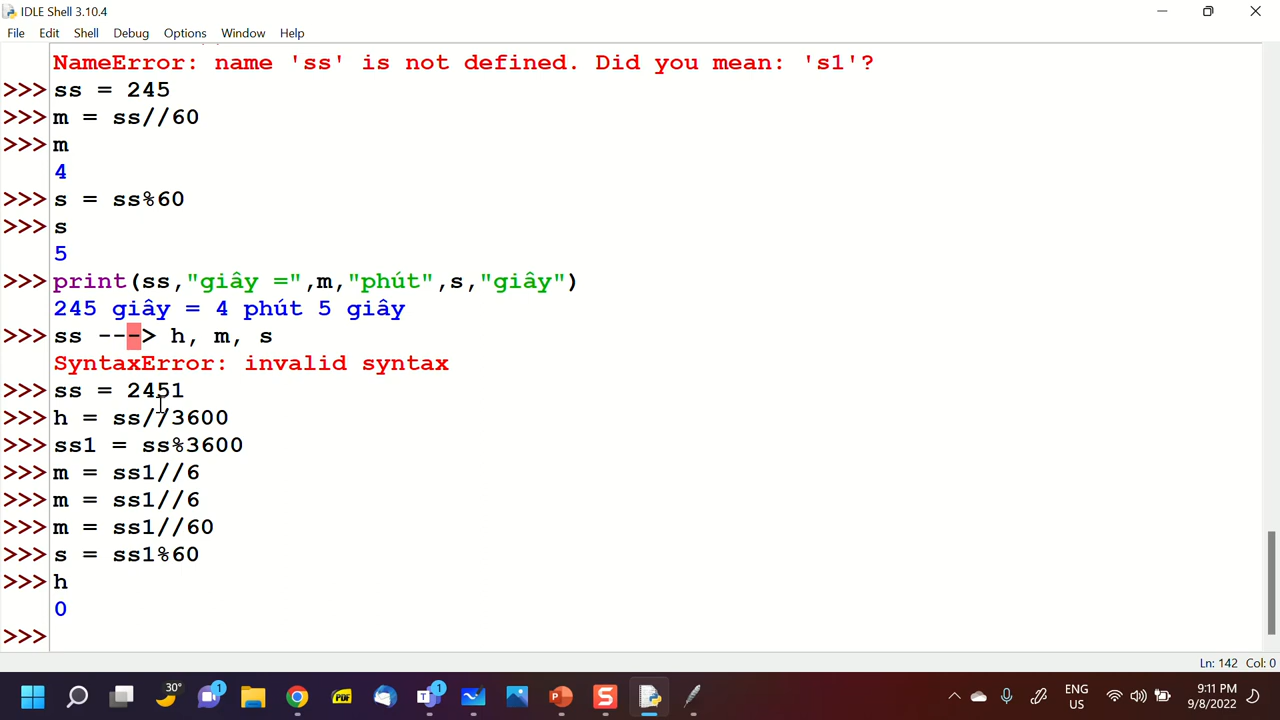 IDLE Shell 3.10.4
File Edit Shell Debug Options Window Help
NameError: name 'ss' is not defined. Did you mean: 's1'?
>>> ss = 245
>>> m = ss//60
>>> m
4
>>> s = ss%60
>>> s
5
>>> print(ss,"giây =",m,"phút",s,"giây")
245 giây = 4 phút 5 giây
>>> ss ---> h, m, s
SyntaxError: invalid syntax
>>> ss = 2451
>>> h = ss//3600
>>> ss1 = ss%3600
>>> m = ss1//6
>>> m = ss1//6
>>> m = ss1//60
>>> s = ss1%60
>>> h
0
>>>
Ln: 142 Col: 0
30° 1 PDF T 1 P S ENG 9:11 PM
US 9/8/2022